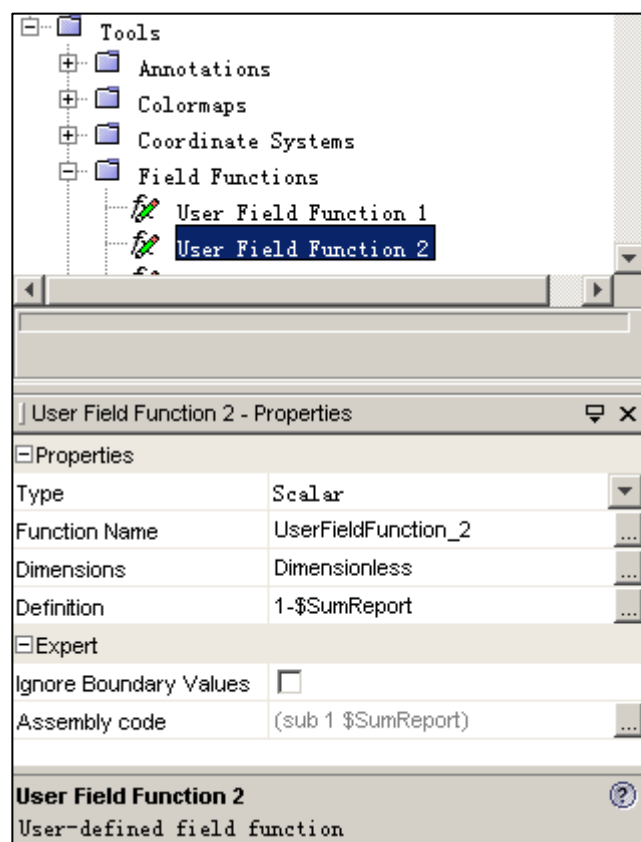 Tools
Annotations
Colormaps
Coordinate Systems
Field Functions
User Field Function 1
User Field Function 2
User Field Function 2 - Properties
Properties
Type Scalar
Function Name UserFieldFunction_2 ...
Dimensions Dimensionless ...
Definition 1-$SumReport ...
Expert
Ignore Boundary Values
Assembly code (sub 1 $SumReport) ...
User Field Function 2
User-defined field function